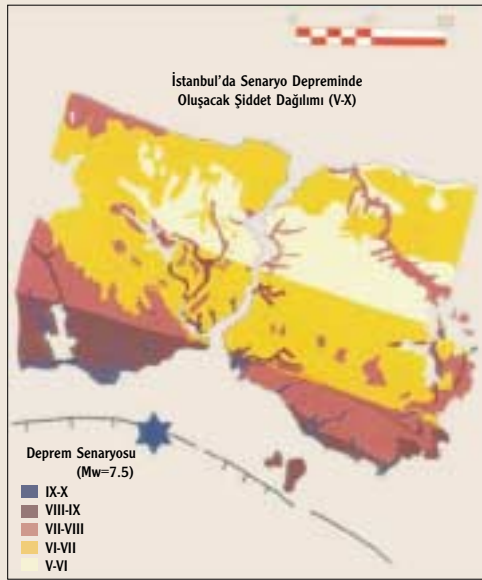 İstanbul'da Senaryo Depreminde
Oluşacak Şiddet Dağılımı (V-X)
Deprem Senaryosu
(Mw=7.5)
IX-X
VIII-IX
VII-VIII
VI-VII
V-VI